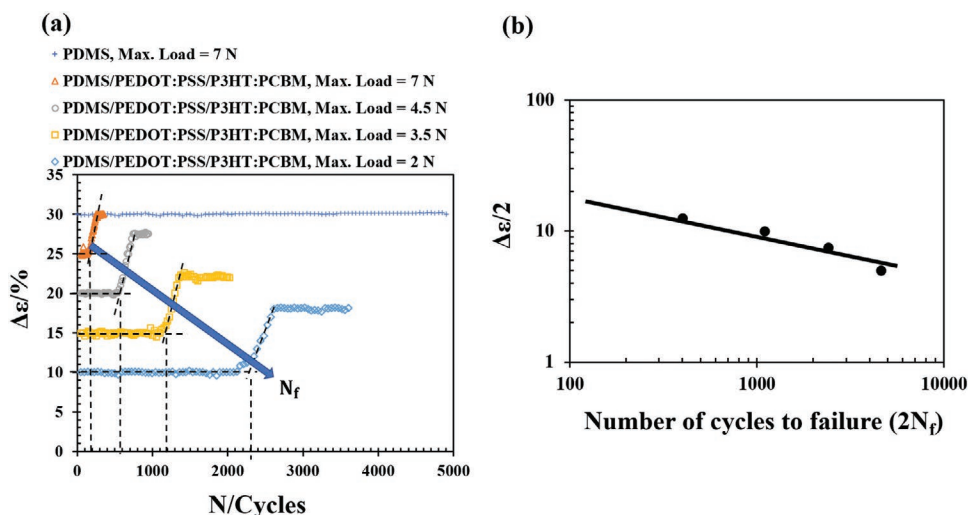 (a)
PDMS, Max. Load = 7 N
PDMS/PEDOT:PSS/P3HT:PCBM, Max. Load = 7 N
PDMS/PEDOT:PSS/P3HT:PCBM, Max. Load = 4.5 N
PDMS/PEDOT:PSS/P3HT:PCBM, Max. Load = 3.5 N
PDMS/PEDOT:PSS/P3HT:PCBM, Max. Load = 2 N
35
30
25
20
15
10
5
0
Δε/%
Nf
0 1000 2000 3000 4000 5000
N/Cycles
(b)
100
10
1
Δε/2
100 1000 10000
Number of cycles to failure (2Nf)